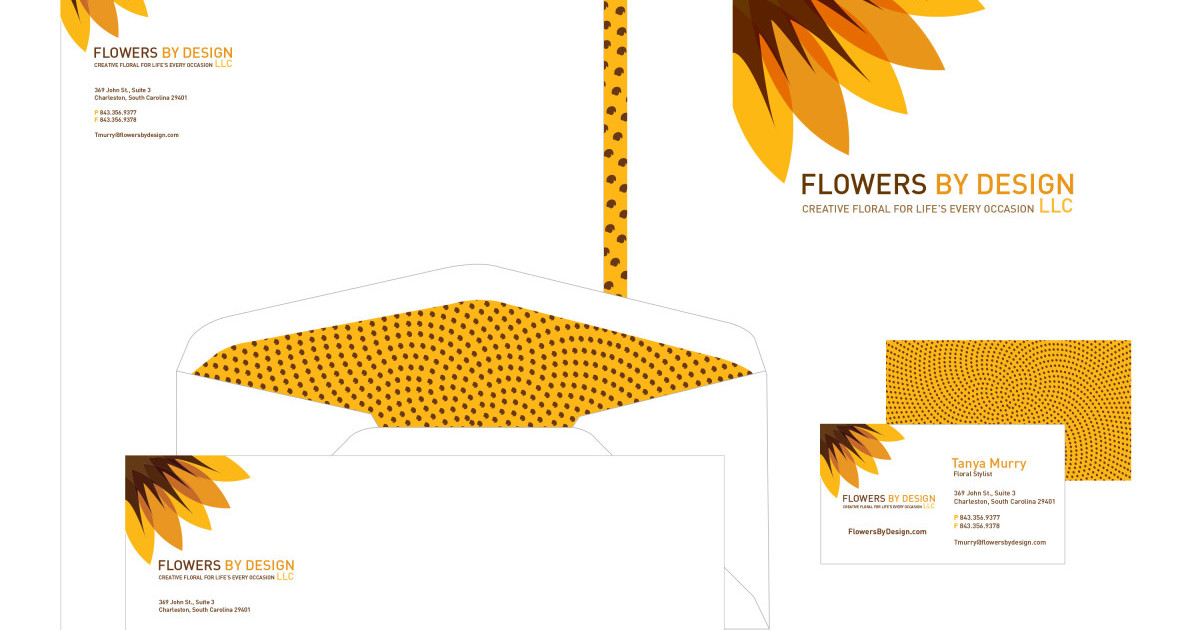 FLOWERS BY DESIGN
CREATIVE FLORAL FOR LIFE'S EVERY OCCASION LLC
369 John St., Suite 3
Charleston, South Carolina 29401
P 843.356.9377
F 843.356.9378
Tmurry@flowersbydesign.com
FLOWERS BY DESIGN
CREATIVE FLORAL FOR LIFE'S EVERY OCCASION LLC
FLOWERS BY DESIGN
CREATIVE FLORAL FOR LIFE'S EVERY OCCASION LLC
369 John St., Suite 3
Charleston, South Carolina 29401
FLOWERS BY DESIGN
CREATIVE FLORAL FOR LIFE'S EVERY OCCASION LLC
FlowersByDesign.com
Tanya Murry
Floral Stylist
369 John St., Suite 3
Charleston, South Carolina 29401
P 843.356.9377
F 843.356.9378
Tmurry@flowersbydesign.com